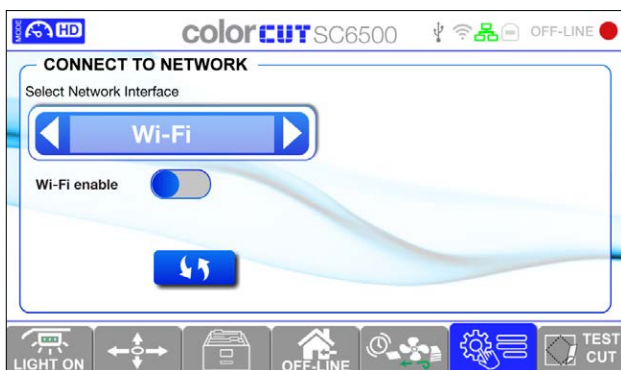 MODE HD colorCUT SC6500 OFF-LINE
CONNECT TO NETWORK
Select Network Interface
Wi-Fi
Wi-Fi enable
LIGHT ON OFF-LINE TEST CUT